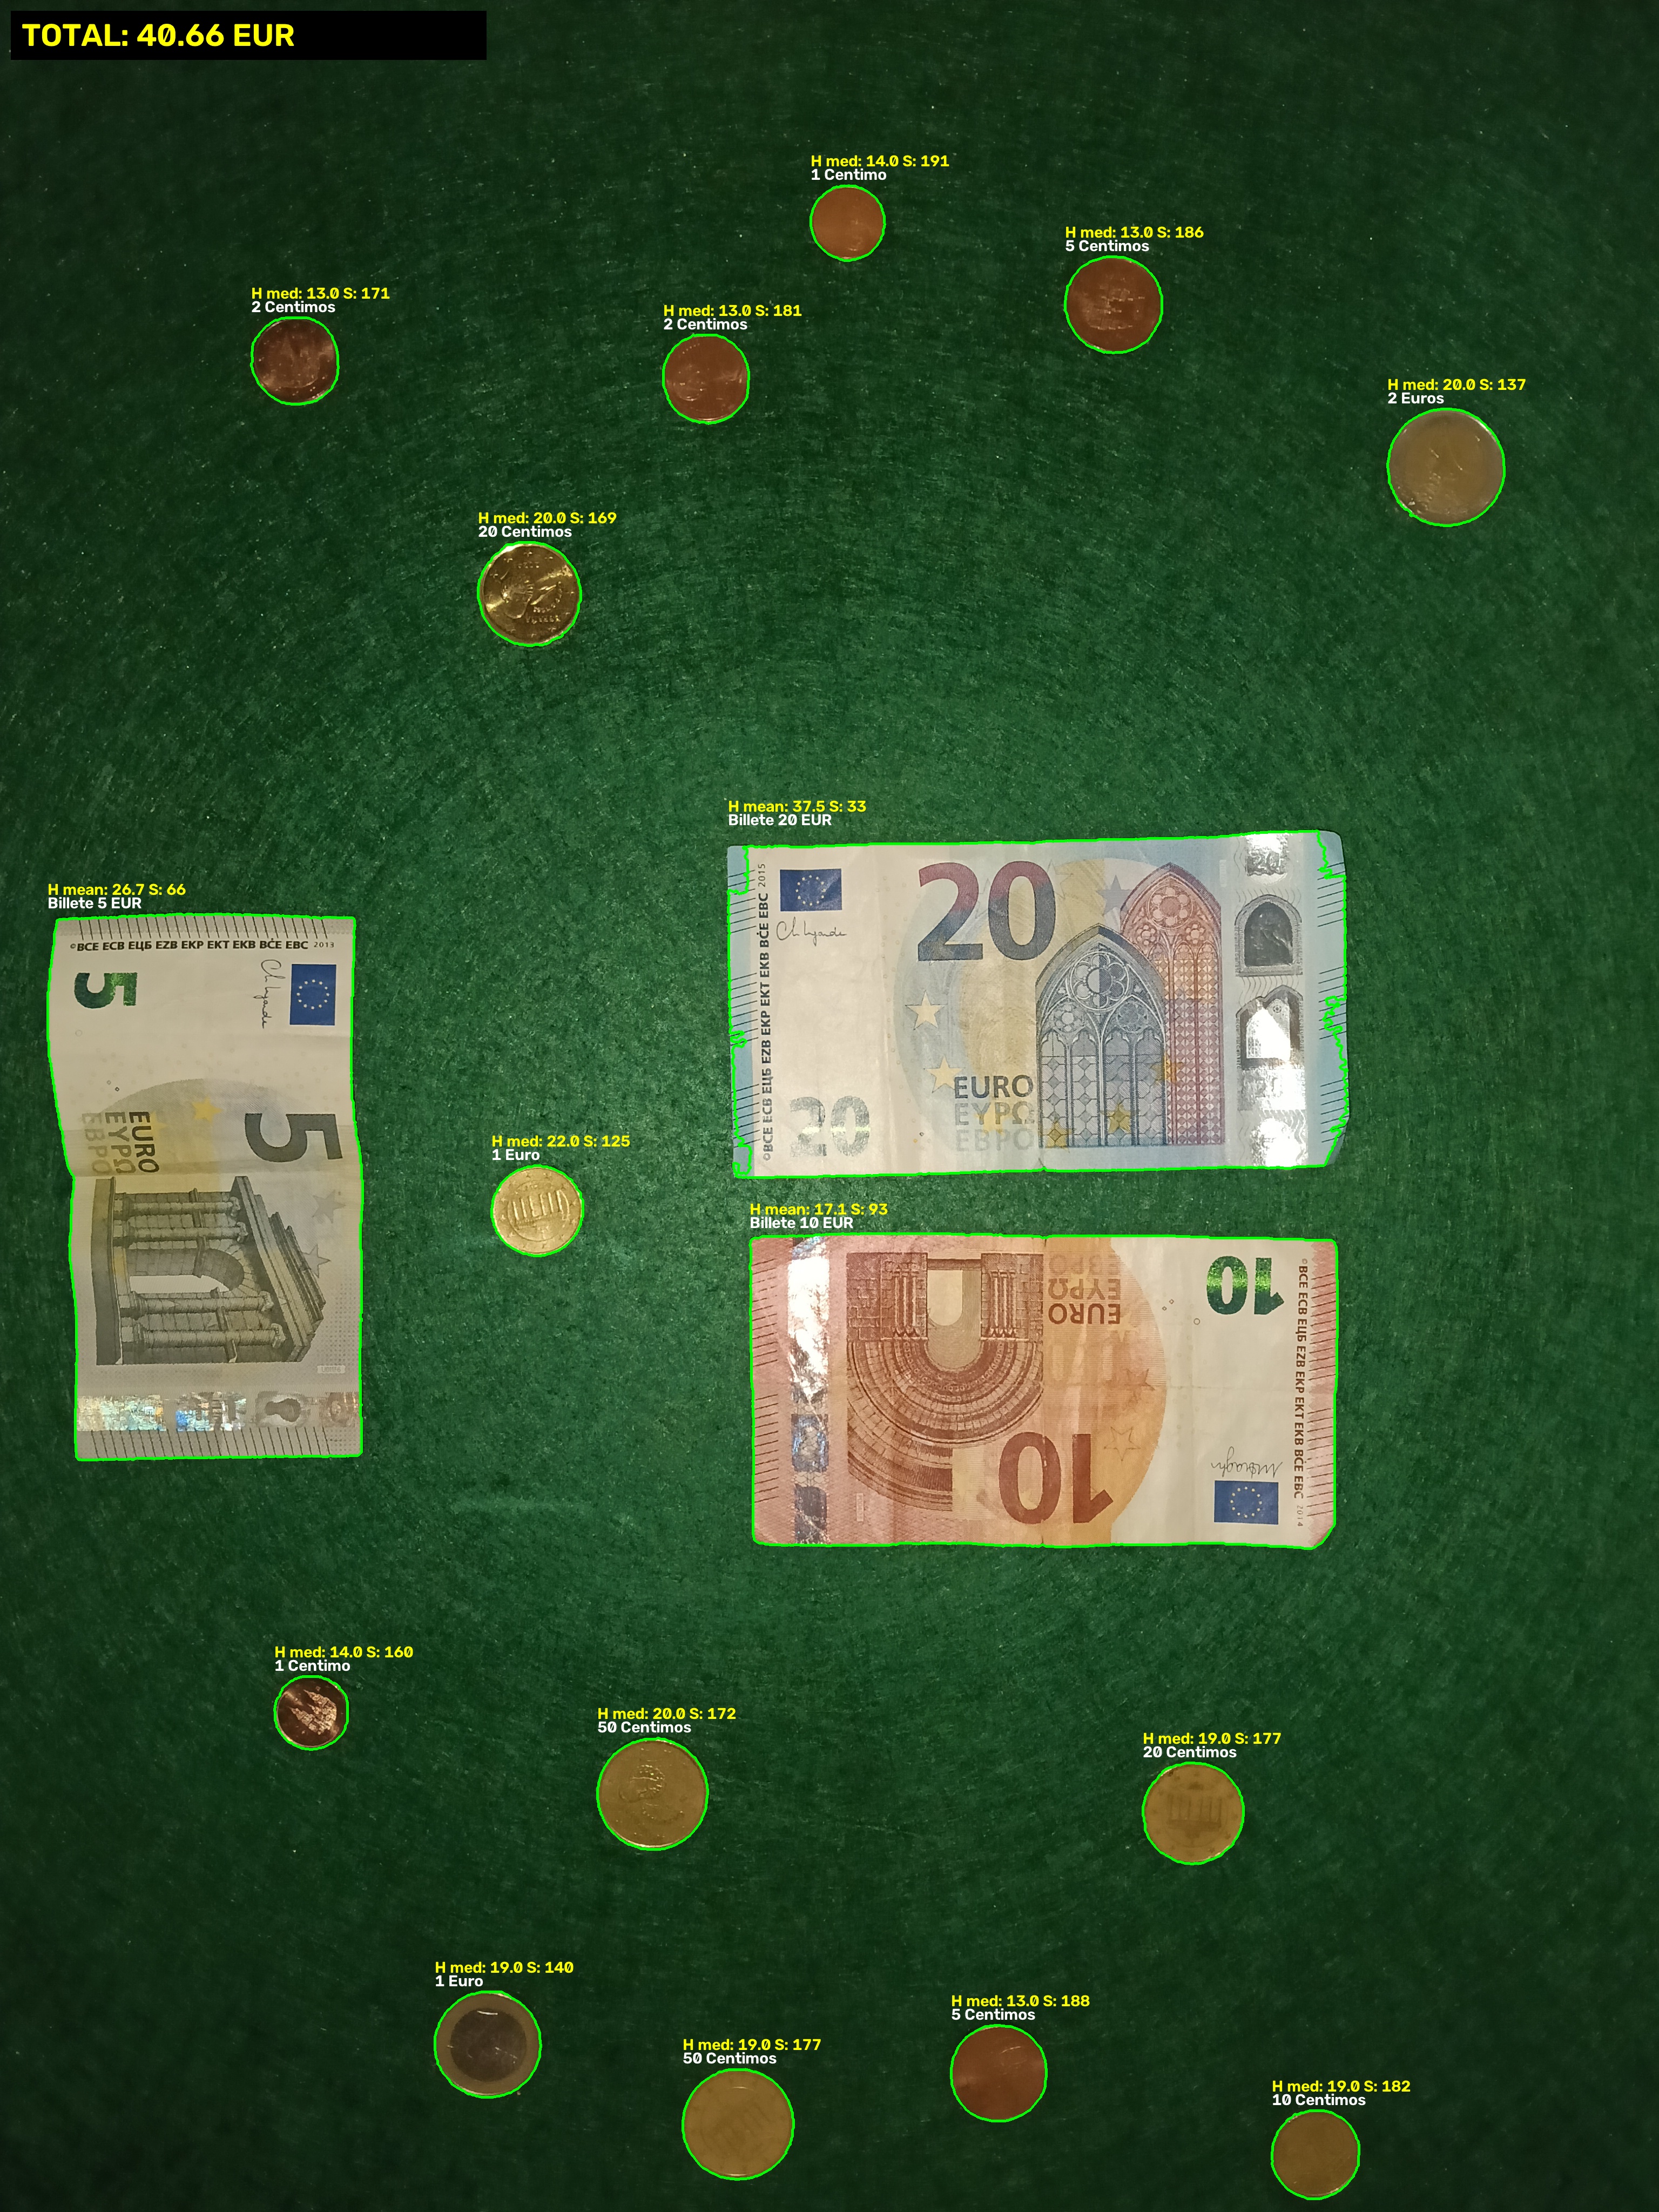 TOTAL: 40.66 EUR
H med: 14.0 S: 191
1 Centimo
H med: 13.0 S: 186
5 Centimos
H med: 13.0 S: 171
2 Centimos
H med: 13.0 S: 181
2 Centimos
H med: 20.0 S: 137
2 Euros
H med: 20.0 S: 169
20 Centimos
H mean: 37.5 S: 33
Billete 20 EUR
©BCE ECB ЕЦБ EZB EKP EKT EKB BĊE EBC 2015
20
20
EURO
ΕΥΡΩ
ЕВРО
20
H mean: 26.7 S: 66
Billete 5 EUR
©BCE ECB ЕЦБ EZB EKP EKT EKB BĊE EBC 2013
5
5
EURO
ΕΥΡΩ
ЕВРО
H med: 22.0 S: 125
1 Euro
H mean: 17.1 S: 93
Billete 10 EUR
10
EURO
ΕΥΡΩ
ЕВРО
©BCE ECB ЕЦБ EZB EKP EKT EKB BĊE EBC 2014
10
H med: 14.0 S: 160
1 Centimo
H med: 20.0 S: 172
50 Centimos
H med: 19.0 S: 177
20 Centimos
H med: 19.0 S: 140
1 Euro
H med: 19.0 S: 177
50 Centimos
H med: 13.0 S: 188
5 Centimos
H med: 19.0 S: 182
10 Centimos